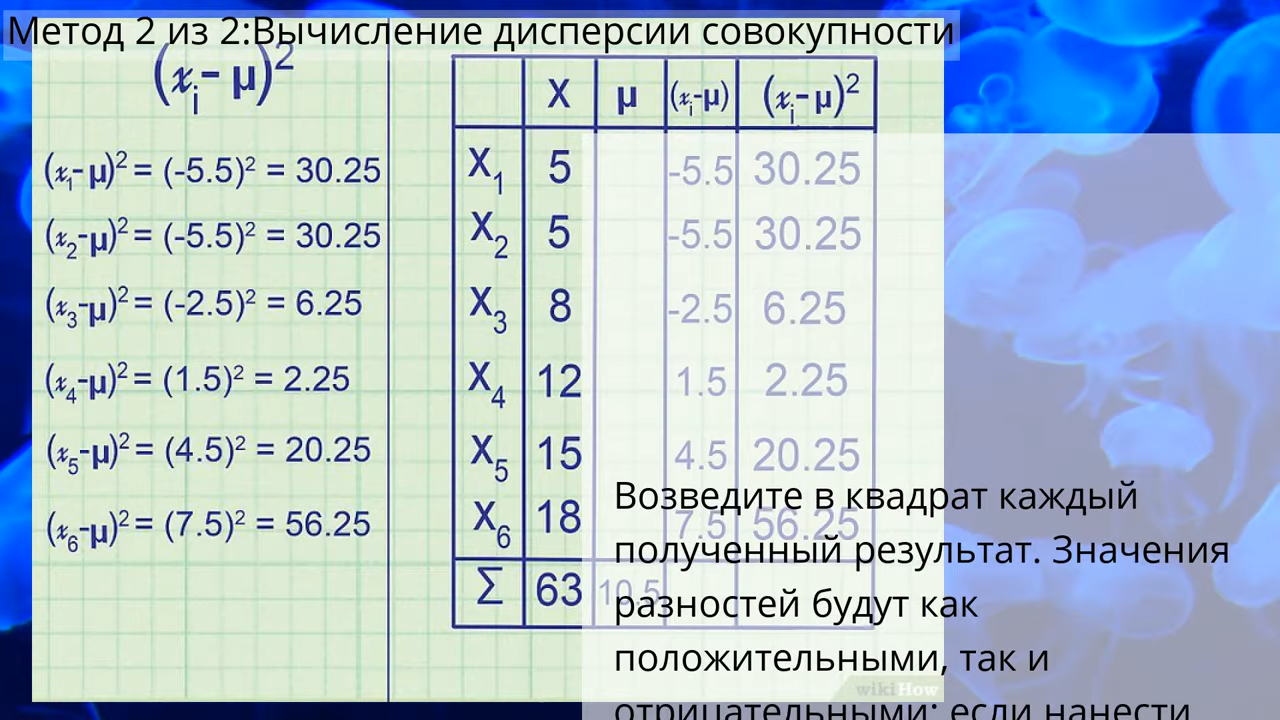 Метод 2 из 2:Вычисление дисперсии совокупности
(xᵢ- μ)²
(x₁- μ)² = (-5.5)² = 30.25
(x₂-μ)² = (-5.5)² = 30.25
(x₃-μ)² = (-2.5)² = 6.25
(x₄-μ)² = (1.5)² = 2.25
(x₅-μ)² = (4.5)² = 20.25
(x₆-μ)² = (7.5)² = 56.25
X μ (xᵢ-μ) (xᵢ- μ)²
X₁ 5 -5.5 30.25
X₂ 5 -5.5 30.25
X₃ 8 -2.5 6.25
X₄ 12 1.5 2.25
X₅ 15 4.5 20.25
X₆ 18 7.5 56.25
Σ 63 10.5
Возведите в квадрат каждый
полученный результат. Значения
разностей будут как
положительными, так и
отрицательными; если нанести
wikiHow